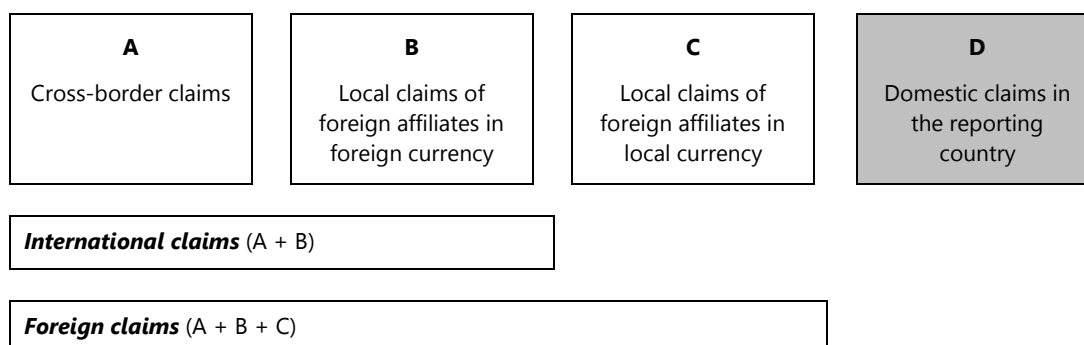 A
Cross-border claims
B
Local claims of
foreign affiliates in
foreign currency
C
Local claims of
foreign affiliates in
local currency
D
Domestic claims in
the reporting
country
International claims (A + B)
Foreign claims (A + B + C)